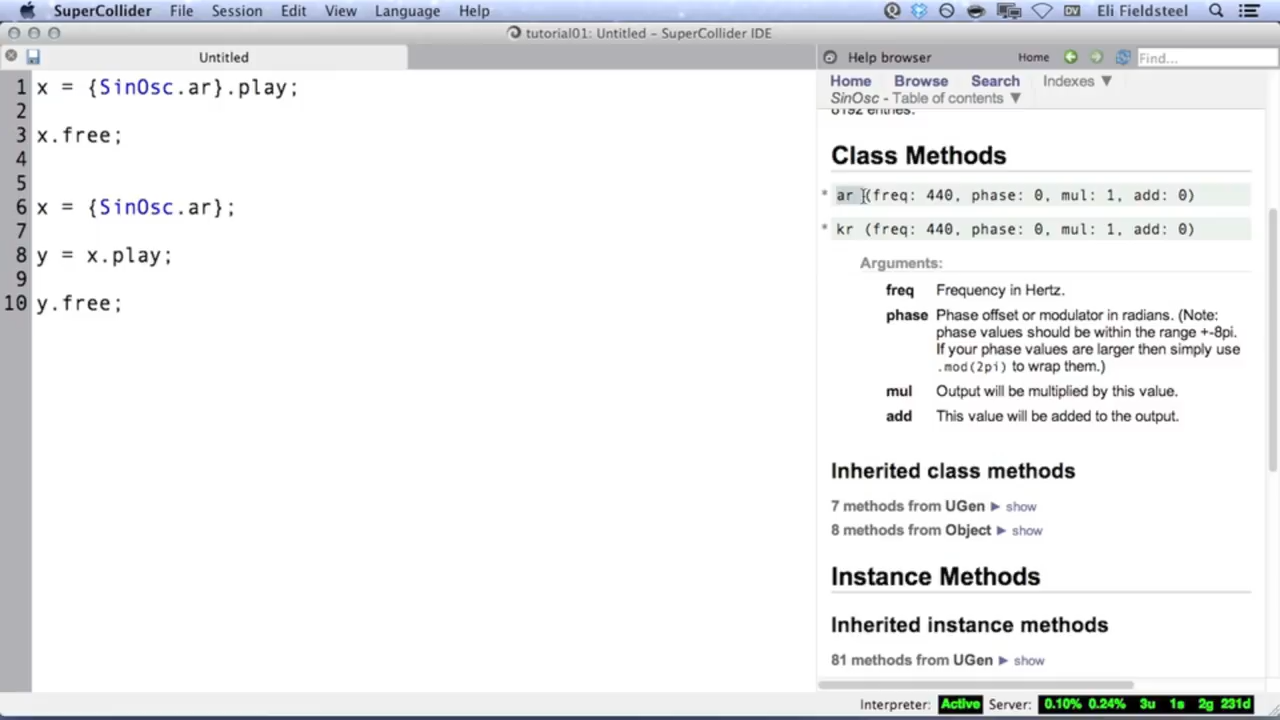 SuperCollider File Session Edit View Language Help Eli Fieldsteel
tutorial01: Untitled – SuperCollider IDE
Untitled
Help browser Home Find...
Home Browse Search Indexes ▼
SinOsc - Table of contents ▼
8192 entries.
1 x = {SinOsc.ar}.play;
2
3 x.free;
4
5
6 x = {SinOsc.ar};
7
8 y = x.play;
9
10 y.free;
Class Methods
* ar (freq: 440, phase: 0, mul: 1, add: 0)
* kr (freq: 440, phase: 0, mul: 1, add: 0)
Arguments:
freq Frequency in Hertz.
phase Phase offset or modulator in radians. (Note:
phase values should be within the range +-8pi.
If your phase values are larger then simply use
.mod(2pi) to wrap them.)
mul Output will be multiplied by this value.
add This value will be added to the output.
Inherited class methods
7 methods from UGen ► show
8 methods from Object ► show
Instance Methods
Inherited instance methods
81 methods from UGen ► show
Interpreter: Active Server: 0.10% 0.24% 3u 1s 2g 231d